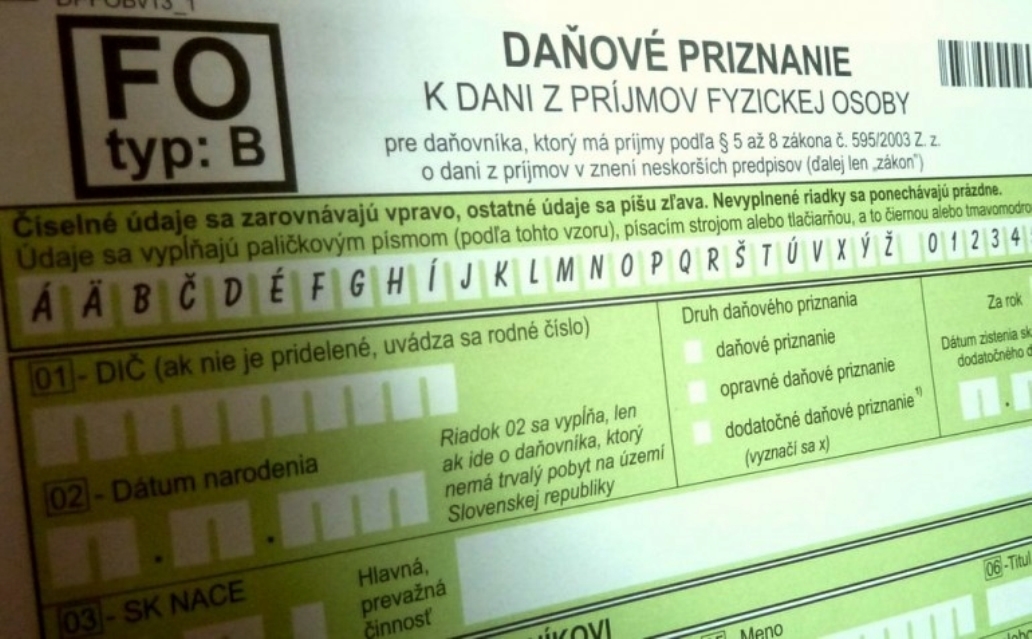 FO
typ: B
DAŇOVÉ PRIZNANIE
K DANI Z PRÍJMOV FYZICKEJ OSOBY
pre daňovníka, ktorý má príjmy podľa § 5 až 8 zákona č. 595/2003 Z. z.
o dani z príjmov v znení neskorších predpisov (ďalej len „zákon")
Číselné údaje sa zarovnávajú vpravo, ostatné údaje sa píšu zľava. Nevyplnené riadky sa ponechávajú prázdne.
Údaje sa vypĺňajú paličkovým písmom (podľa tohto vzoru), písacím strojom alebo tlačiarňou, a to čiernou alebo
Á Ä B Č D É F G H Í J K L M N O P Q R Š T Ú V X Ý Ž 0 1 2 3 4
01 - DIČ (ak nie je pridelené, uvádza sa rodné číslo)
02 - Dátum narodenia
Riadok 02 sa vypĺňa, len
ak ide o daňovníka, ktorý
nemá trvalý pobyt na území
Slovenskej republiky
Druh daňového priznania
daňové priznanie
opravné daňové priznanie
dodatočné daňové priznanie 1)
(vyznačí sa x)
Za rok
Dátum zistenia
dodatočného
03 - SK NACE
Hlavná,
prevažná
činnosť
06 - Titul
Meno